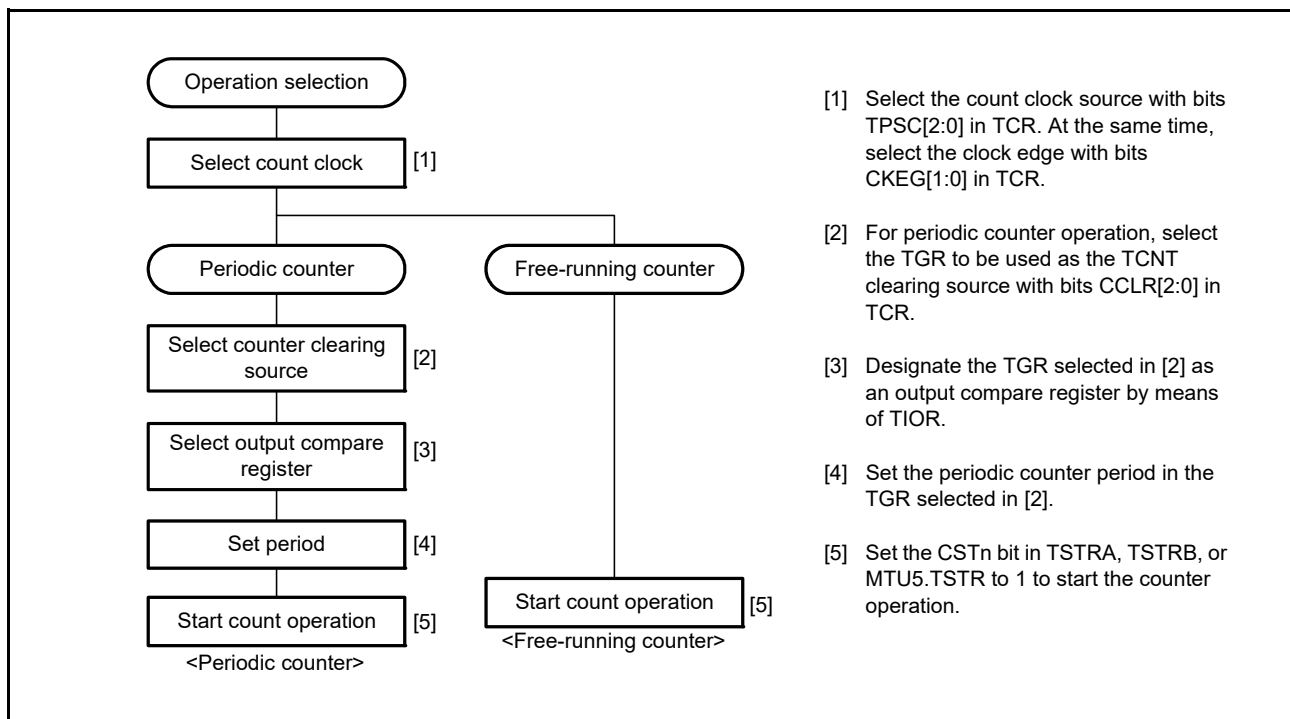 Operation selection
Select count clock
[1]
Periodic counter
Free-running counter
Select counter clearing
source
[2]
Select output compare
register
[3]
Set period
[4]
Start count operation
[5]
<Periodic counter>
Start count operation
[5]
<Free-running counter>
[1] Select the count clock source with bits
TPSC[2:0] in TCR. At the same time,
select the clock edge with bits
CKEG[1:0] in TCR.
[2] For periodic counter operation, select
the TGR to be used as the TCNT
clearing source with bits CCLR[2:0] in
TCR.
[3] Designate the TGR selected in [2] as
an output compare register by means
of TIOR.
[4] Set the periodic counter period in the
TGR selected in [2].
[5] Set the CSTn bit in TSTRA, TSTRB, or
MTU5.TSTR to 1 to start the counter
operation.